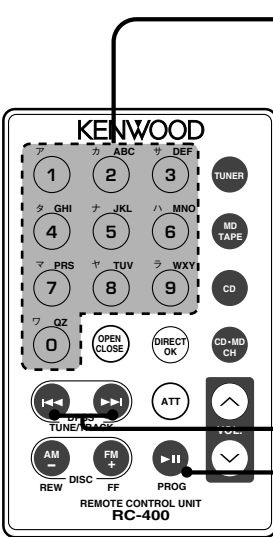 KENWOOD
ア カ ABC サ DEF
1 2 3 TUNER
タ GHI ナ JKL ハ MNO
4 5 6 MD TAPE
マ PRS ヤ TUV ラ WXY
7 8 9 CD
ワ QZ
0 OPEN CLOSE DIRECT OK CD•MD CH
DPSS
TUNE/TRACK
ATT
VOL.
AM – FM +
DISC
REW FF PROG
REMOTE CONTROL UNIT
RC-400